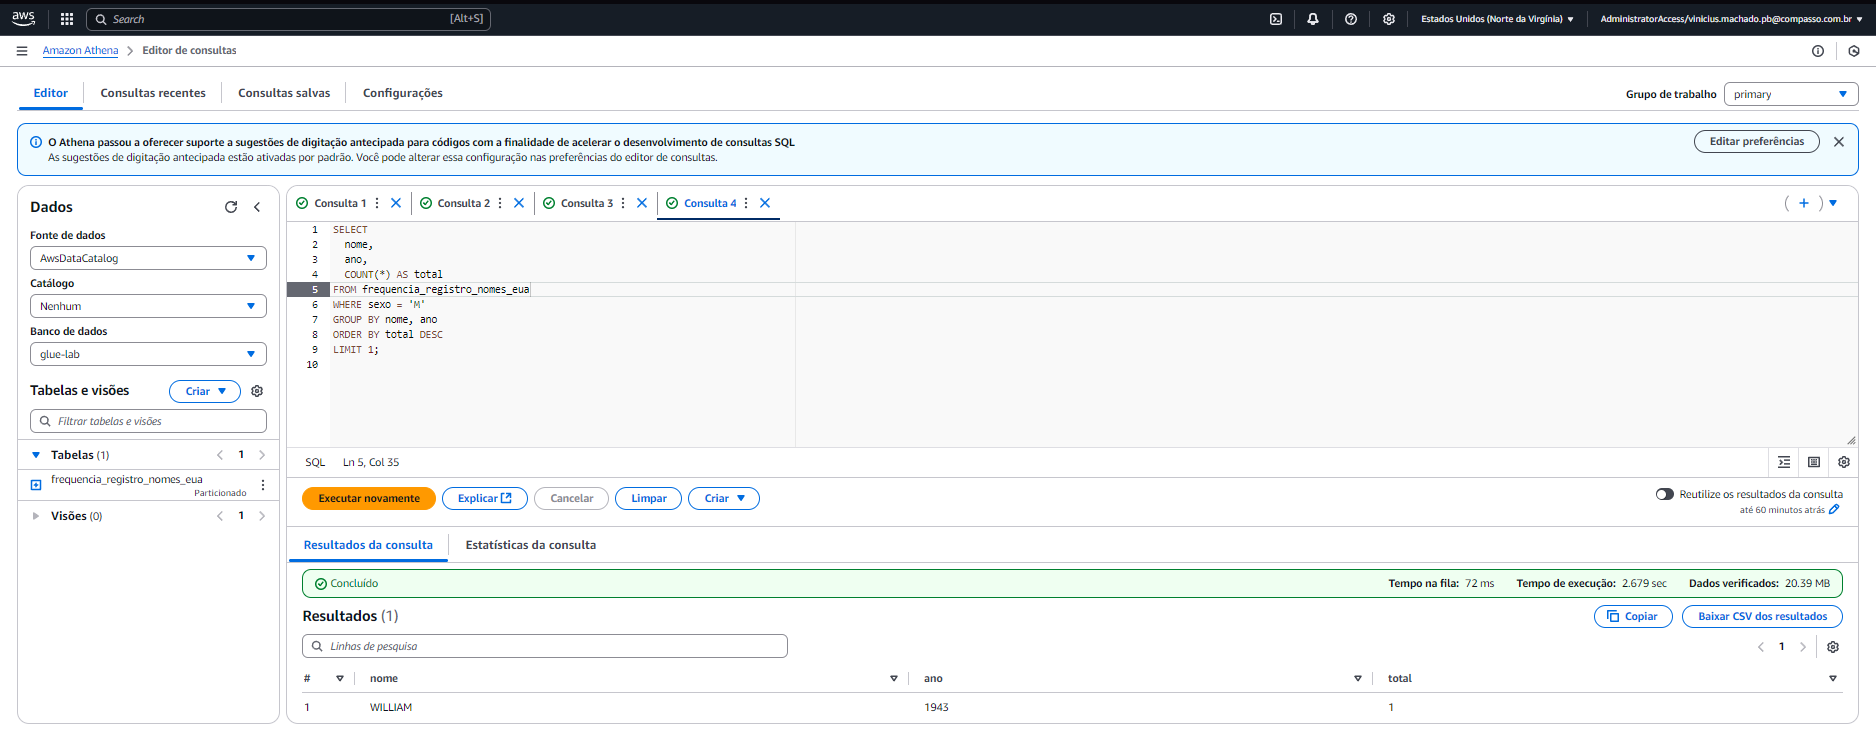 aws
Search [Alt+S]
Estados Unidos (Norte da Virgínia)
AdministratorAccess/vinicius.machado.pb@compasso.com.br
Amazon Athena > Editor de consultas
Editor
Consultas recentes
Consultas salvas
Configurações
Grupo de trabalho
primary
O Athena passou a oferecer suporte a sugestões de digitação antecipada para códigos com a finalidade de acelerar o desenvolvimento de consultas SQL
As sugestões de digitação antecipada estão ativadas por padrão. Você pode alterar essa configuração nas preferências do editor de consultas.
Editar preferências
Dados
Fonte de dados
AwsDataCatalog
Catálogo
Nenhum
Banco de dados
glue-lab
Tabelas e visões
Criar
Filtrar tabelas e visões
Tabelas (1)
1
frequencia_registro_nomes_eua
Particionado
Visões (0)
1
Consulta 1
Consulta 2
Consulta 3
Consulta 4
( + )
1 SELECT
2 nome,
3 ano,
4 COUNT(*) AS total
5 FROM frequencia_registro_nomes_eua
6 WHERE sexo = 'M'
7 GROUP BY nome, ano
8 ORDER BY total DESC
9 LIMIT 1;
10
SQL Ln 5, Col 35
Executar novamente
Explicar
Cancelar
Limpar
Criar
Reutilize os resultados da consulta
até 60 minutos atrás
Resultados da consulta
Estatísticas da consulta
Concluído
Tempo na fila: 72 ms
Tempo de execução: 2.679 sec
Dados verificados: 20.39 MB
Resultados (1)
Copiar
Baixar CSV dos resultados
Linhas de pesquisa
1
# nome ano total
1 WILLIAM 1943 1